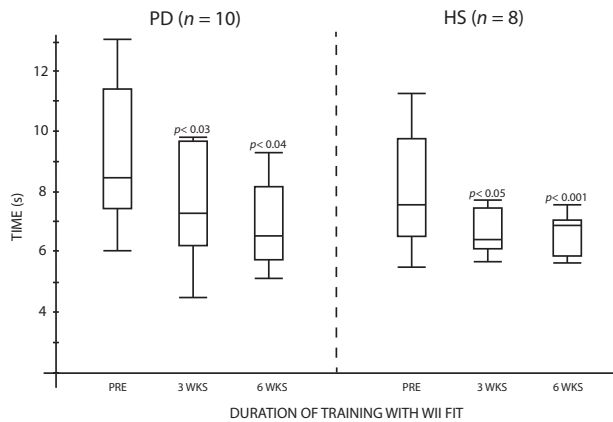 PD (n = 10)
HS (n = 8)
12
10
8
6
4
TIME (s)
p< 0.03
p< 0.04
p< 0.05
p< 0.001
PRE
3 WKS
6 WKS
PRE
3 WKS
6 WKS
DURATION OF TRAINING WITH WII FIT